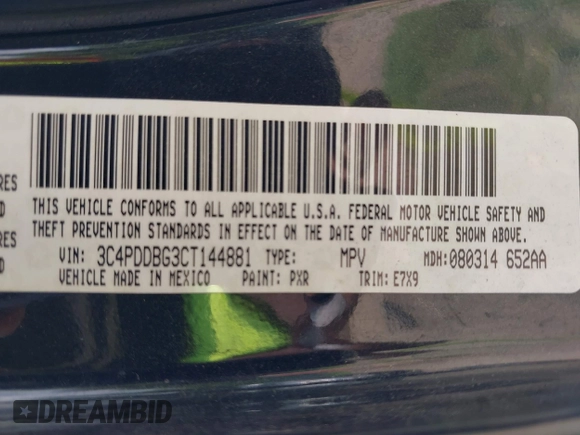 RES
THIS VEHICLE CONFORMS TO ALL APPLICABLE U.S.A. FEDERAL MOTOR VEHICLE SAFETY AND
THEFT PREVENTION STANDARDS IN EFFECT ON THE DATE OF MANUFACTURE SHOWN ABOVE.
RES
VIN: 3C4PDDBG3CT144881 TYPE: MPV MDH: 080314 652AA
VEHICLE MADE IN MEXICO PAINT: PXR TRIM: E7X9
DREAMBID